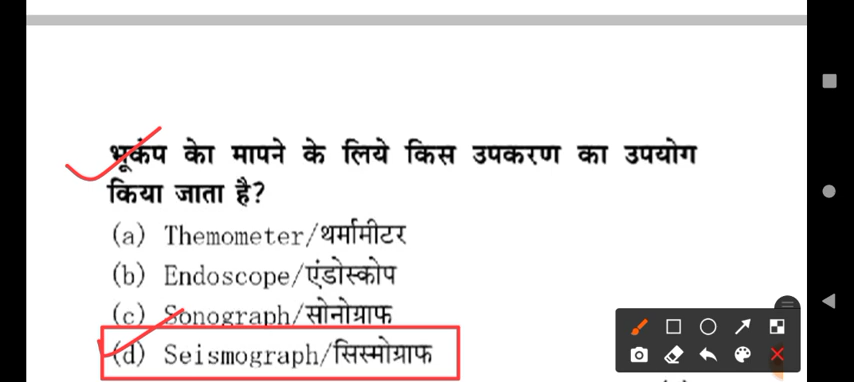 भूकंप केा मापने के लिये किस उपकरण का उपयोग
किया जाता है?
(a) Themometer/थर्मामीटर
(b) Endoscope/एंडोस्कोप
(c) Sonograph/सोनोग्राफ
(d) Seismograph/सिस्मोग्राफ